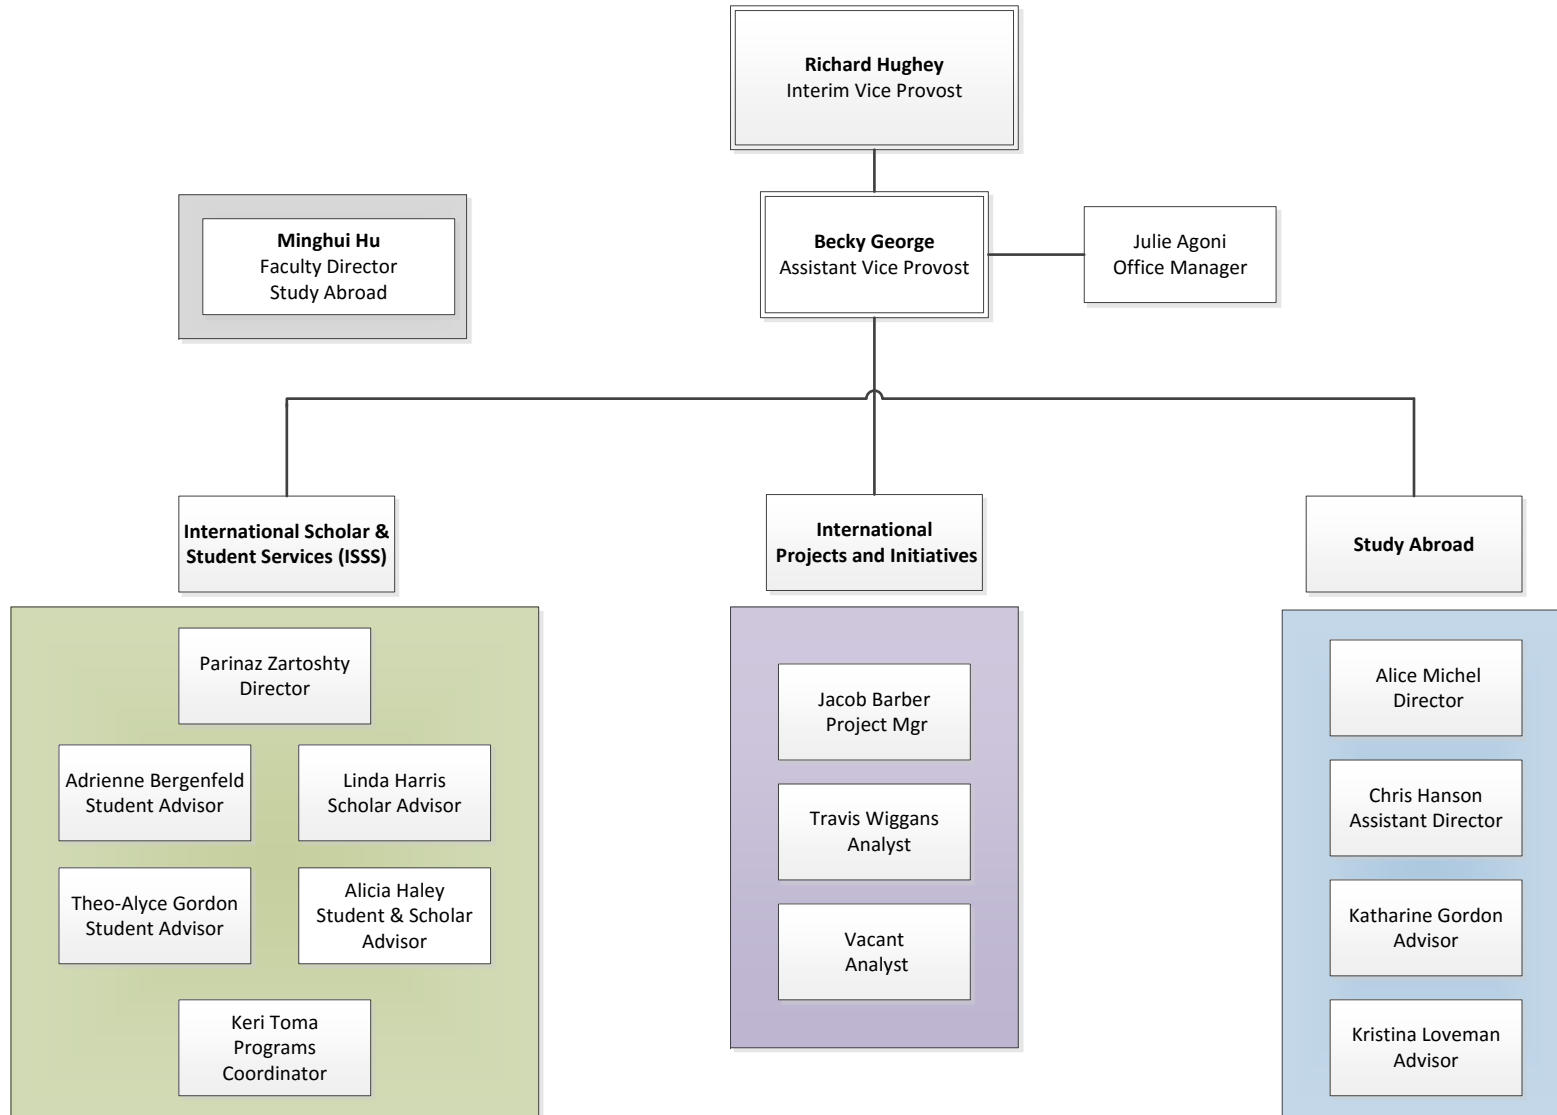 Richard Hughey
Interim Vice Provost
Minghui Hu
Faculty Director
Study Abroad
Becky George
Assistant Vice Provost
Julie Agoni
Office Manager
International Scholar &
Student Services (ISSS)
International
Projects and Initiatives
Study Abroad
Parinaz Zartoshty
Director
Adrienne Bergenfeld
Student Advisor
Linda Harris
Scholar Advisor
Theo-Alyce Gordon
Student Advisor
Alicia Haley
Student & Scholar
Advisor
Keri Toma
Programs
Coordinator
Jacob Barber
Project Mgr
Travis Wiggans
Analyst
Vacant
Analyst
Alice Michel
Director
Chris Hanson
Assistant Director
Katharine Gordon
Advisor
Kristina Loveman
Advisor